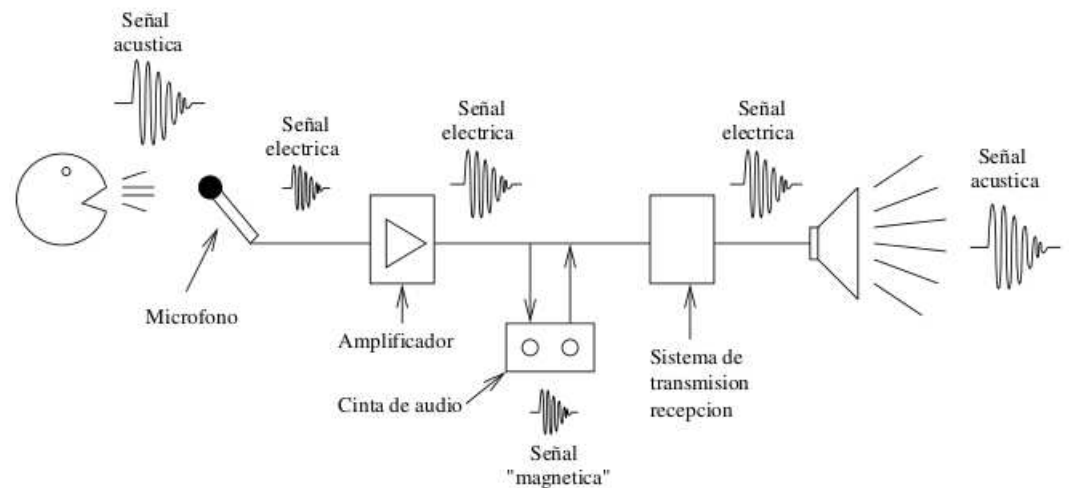 Señal
acustica
Señal
electrica
Señal
electrica
Señal
electrica
Señal
acustica
Microfono
Amplificador
Cinta de audio
Señal
"magnetica"
Sistema de
transmision
recepcion